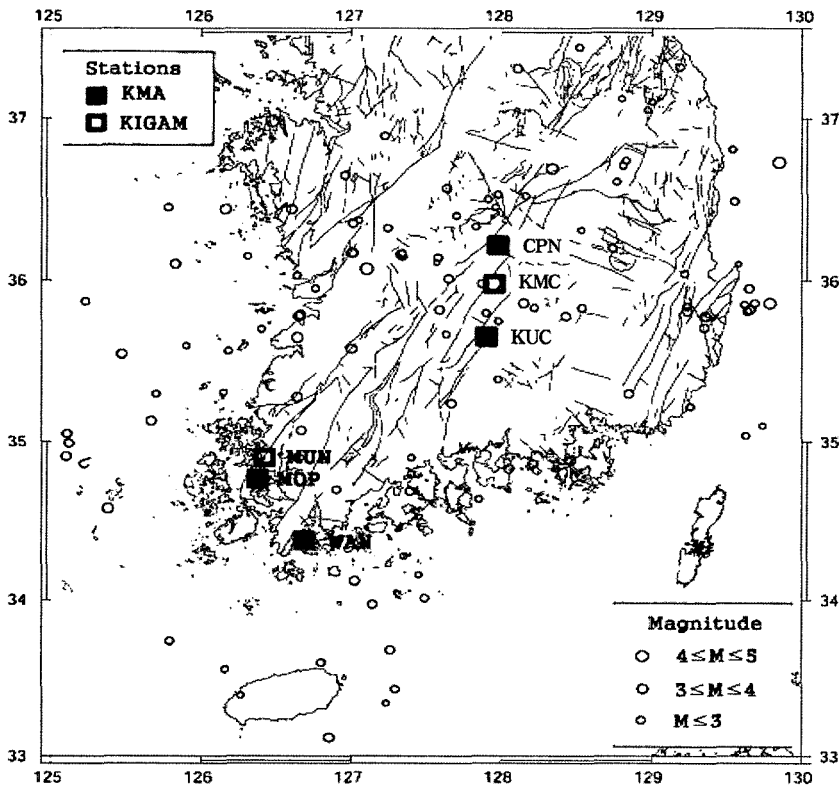 125 126 127 128 129 130
Stations
KMA
KIGAM
37 37
CPN
36 KMC 36
KUC
35 35
MUN
MOP
WAN
34 34
Magnitude
4≤M≤5
3≤M≤4
M≤3
33 33
125 126 127 128 129 130